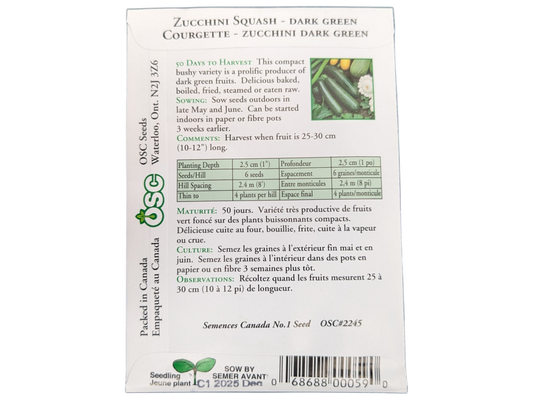 Zucchini Squash - dark green
Courgette - zucchini dark green
50 Days to Harvest This compact
bushy variety is a prolific producer of
dark green fruits. Delicious baked,
boiled, fried, steamed or eaten raw.
Sowing: Sow seeds outdoors in
late May and June. Can be started
indoors in paper or fibre pots
3 weeks earlier.
Comments: Harvest when fruit is 25-30 cm
(10-12") long.
Planting Depth 2.5 cm (1") Profondeur 2,5 cm (1 po)
Seeds/Hill 6 seeds Espacement 6 graines/monticule
Hill Spacing 2.4 m (8') Entre monticules 2,4 m (8 pi)
Thin to 4 plants per hill Espace final 4 plants/monticule
Maturité: 50 jours. Variété très productive de fruits
vert foncé sur des plants buissonnants compacts.
Délicieuse cuite au four, bouillie, frite, cuite à la vapeur
ou crue.
Culture: Semez les graines à l'extérieur fin mai et en
juin. Semez les graines à l'intérieur dans des pots en
papier ou en fibre 3 semaines plus tôt.
Observations: Récoltez quand les fruits mesurent 25 à
30 cm (10 à 12 pi) de longueur.
Semences Canada No.1 Seed OSC#2245
OSC Seeds
Waterloo, Ont. N2J 3Z6
OSC
Packed in Canada
Empaqueté au Canada
Seedling
Jeune plant
SOW BY
SEMER AVANT
C1 2025 Dec
0 68688 00059 0